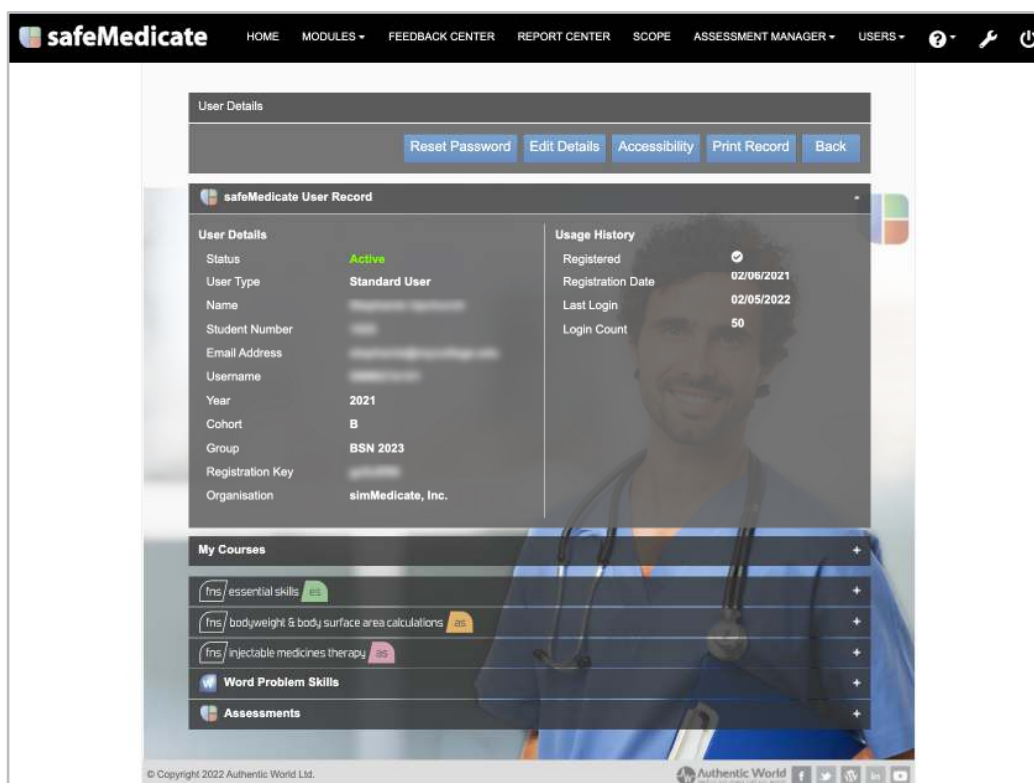 safeMedicate HOME MODULES FEEDBACK CENTER REPORT CENTER SCOPE ASSESSMENT MANAGER USERS
User Details
Reset Password Edit Details Accessibility Print Record Back
safeMedicate User Record -
User Details Usage History
Status Active Registered
User Type Standard User Registration Date 02/06/2021
Name Last Login 02/05/2022
Student Number Login Count 50
Email Address
Username
Year 2021
Cohort B
Group BSN 2023
Registration Key
Organisation simMedicate, Inc.
My Courses +
fns essential skills es +
fns bodyweight & body surface area calculations as +
fns injectable medicines therapy as +
Word Problem Skills +
Assessments +
© Copyright 2022 Authentic World Ltd. Authentic World